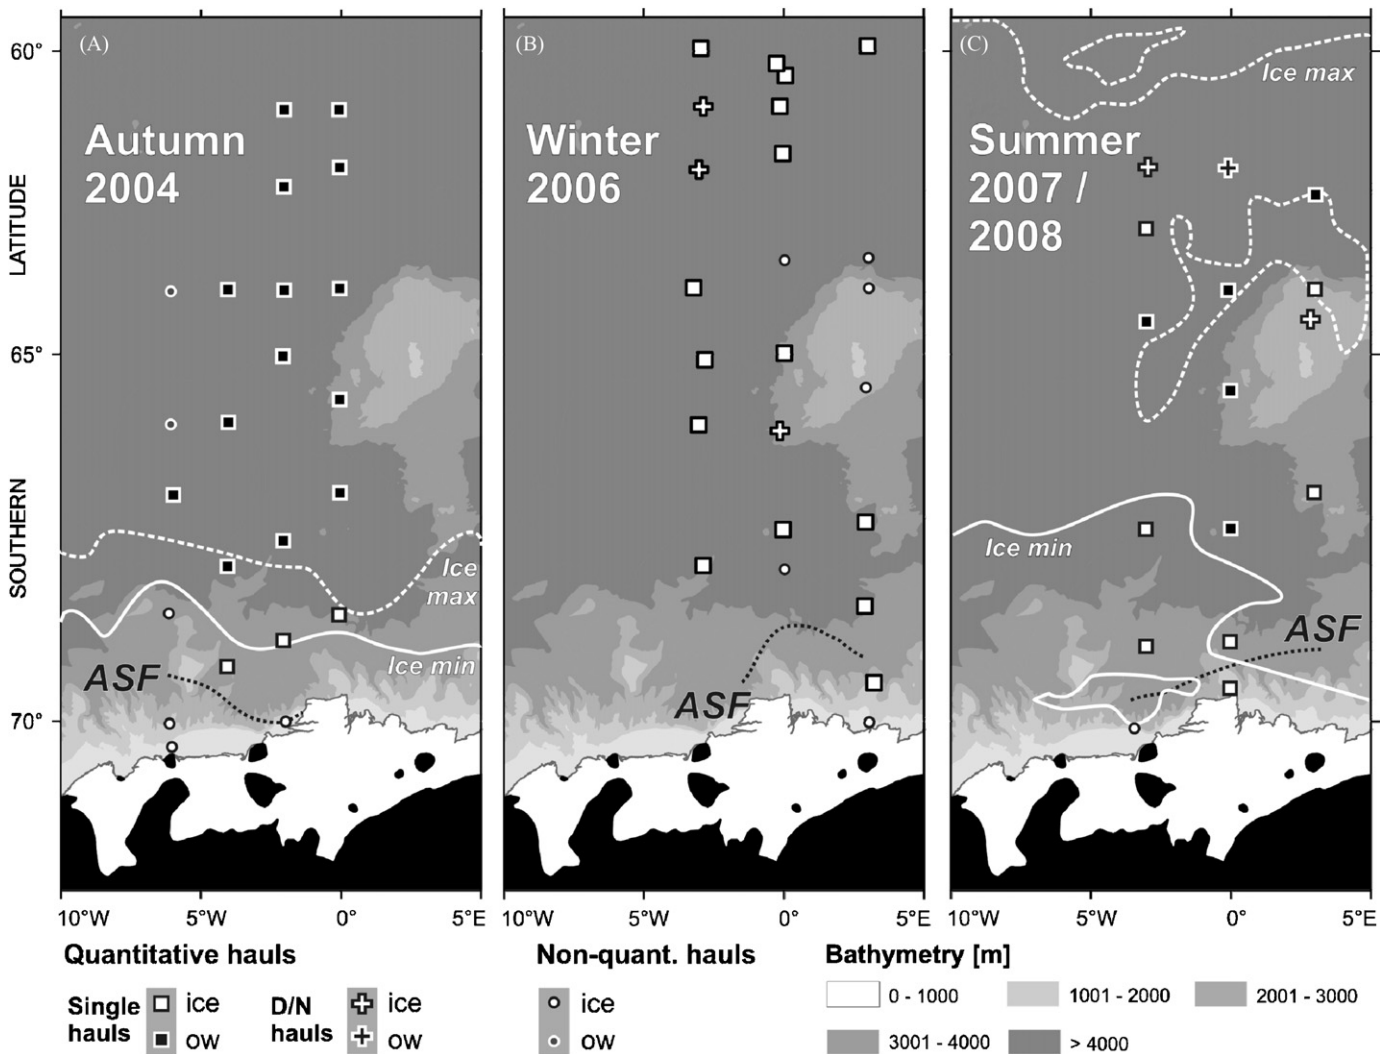 (A)
(B)
(C)
60°
65°
70°
LATITUDE
SOUTHERN
Autumn
2004
Ice
max
Ice min
ASF
Winter
2006
ASF
Ice max
Summer
2007 /
2008
Ice min
ASF
10°W 5°W 0° 5°E
10°W 5°W 0° 5°E
10°W 5°W 0° 5°E
Quantitative hauls
Single
hauls
ice
ow
D/N
hauls
ice
ow
Non-quant. hauls
ice
ow
Bathymetry [m]
0 - 1000
1001 - 2000
2001 - 3000
3001 - 4000
> 4000